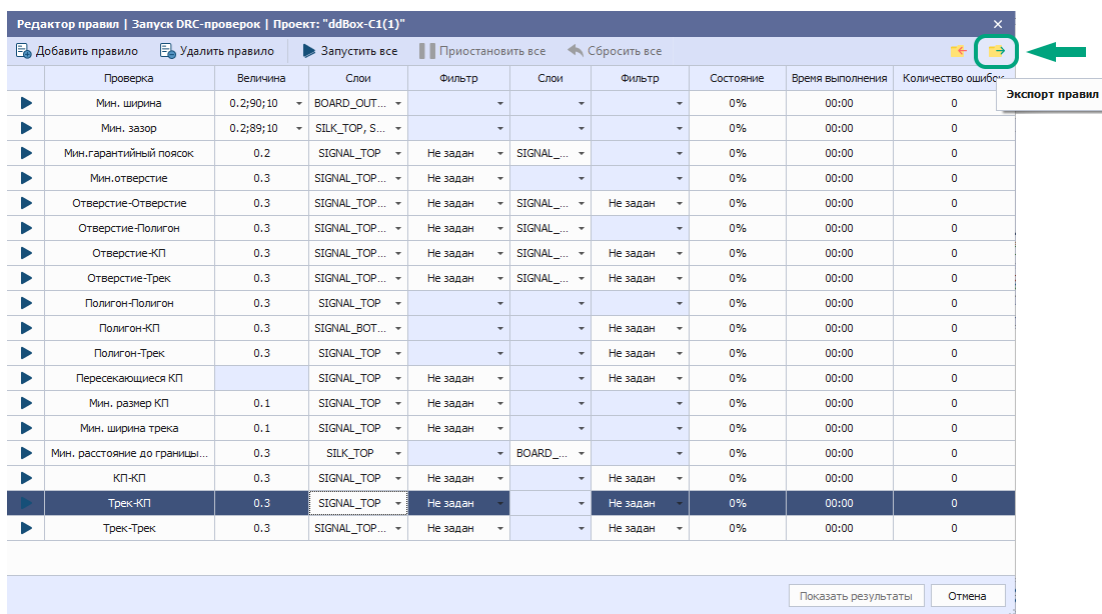 Редактор правил | Запуск DRC-проверок | Проект: "ddBox-C1(1)"
Добавить правило Удалить правило Запустить все Приостановить все Сбросить все
Проверка Величина Слои Фильтр Слои Фильтр Состояние Время выполнения Количество ошибок
Экспорт правил
Мин. ширина 0.2;90;10 BOARD_OUT... 0% 00:00 0
Мин. зазор 0.2;89;10 SILK_TOP, S... 0% 00:00 0
Мин.гарантийный поясок 0.2 SIGNAL_TOP Не задан SIGNAL_... 0% 00:00 0
Мин.отверстие 0.3 SIGNAL_TOP... Не задан 0% 00:00 0
Отверстие-Отверстие 0.3 SIGNAL_TOP... Не задан SIGNAL_... Не задан 0% 00:00 0
Отверстие-Полигон 0.3 SIGNAL_TOP... Не задан SIGNAL_... 0% 00:00 0
Отверстие-КП 0.3 SIGNAL_TOP... Не задан SIGNAL_... Не задан 0% 00:00 0
Отверстие-Трек 0.3 SIGNAL_TOP... Не задан SIGNAL_... Не задан 0% 00:00 0
Полигон-Полигон 0.3 SIGNAL_TOP 0% 00:00 0
Полигон-КП 0.3 SIGNAL_BOT... Не задан 0% 00:00 0
Полигон-Трек 0.3 SIGNAL_TOP Не задан 0% 00:00 0
Пересекающиеся КП SIGNAL_TOP Не задан Не задан 0% 00:00 0
Мин. размер КП 0.1 SIGNAL_TOP Не задан 0% 00:00 0
Мин. ширина трека 0.1 SIGNAL_TOP Не задан 0% 00:00 0
Мин. расстояние до границы... 0.3 SILK_TOP BOARD_... 0% 00:00 0
КП-КП 0.3 SIGNAL_TOP Не задан Не задан 0% 00:00 0
Трек-КП 0.3 SIGNAL_TOP Не задан Не задан 0% 00:00 0
Трек-Трек 0.3 SIGNAL_TOP... Не задан Не задан 0% 00:00 0
Показать результаты Отмена